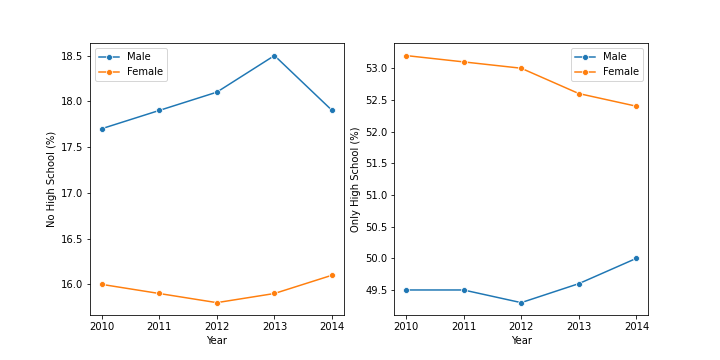 Male
Female
18.5
18.0
17.5
17.0
16.5
16.0
No High School (%)
2010 2011 2012 2013 2014
Year
Male
Female
53.0
52.5
52.0
51.5
51.0
50.5
50.0
49.5
Only High School (%)
2010 2011 2012 2013 2014
Year